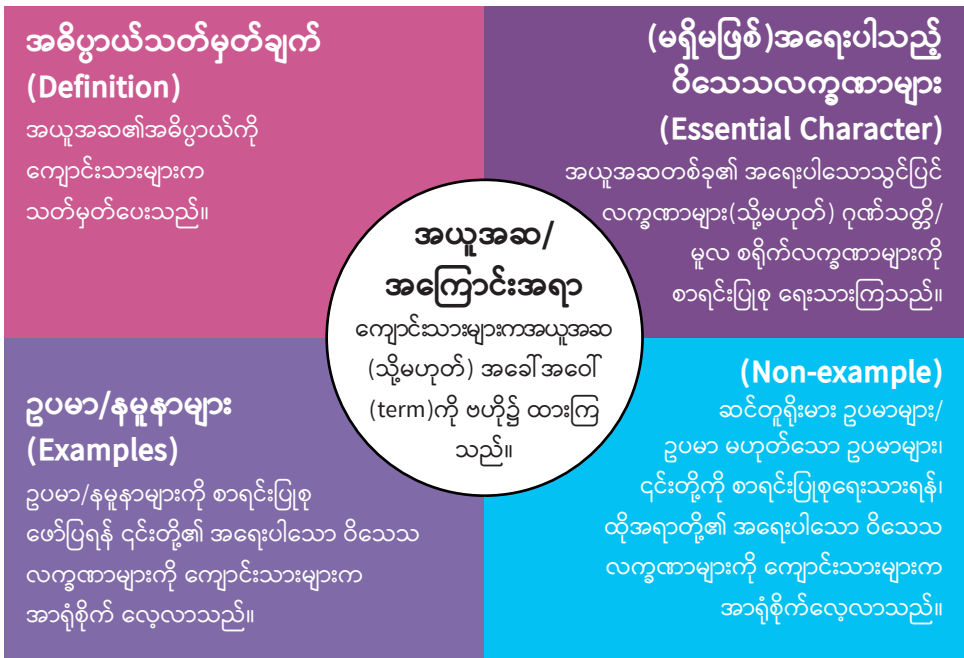 အဓိပ္ပာယ်သတ်မှတ်ချက်
(Definition)
အယူအဆ၏အဓိပ္ပာယ်ကို
ကျောင်းသားများက
သတ်မှတ်ပေးသည်။
(မရှိမဖြစ်)အရေးပါသည့်
ဝိသေသလက္ခဏာများ
(Essential Character)
အယူအဆတစ်ခု၏ အရေးပါသောသွင်ပြင်
လက္ခဏာများ(သို့မဟုတ်) ဂုဏ်သတ္တိ/
မူလ စရိုက်လက္ခဏာများကို
စာရင်းပြုစု ရေးသားကြသည်။
အယူအဆ/
အကြောင်းအရာ
ကျောင်းသားများကအယူအဆ
(သို့မဟုတ်) အခေါ်အဝေါ်
(term)ကို ဗဟို၌ ထားကြ
သည်။
ဥပမာ/နမူနာများ
(Examples)
ဥပမာ/နမူနာများကို စာရင်းပြုစု
ဖော်ပြရန် ၎င်းတို့၏ အရေးပါသော ဝိသေသ
လက္ခဏာများကို ကျောင်းသားများက
အာရုံစိုက် လေ့လာသည်။
(Non-example)
ဆင်တူရိုးမား ဥပမာများ/
ဥပမာ မဟုတ်သော ဥပမာများ၊
၎င်းတို့ကို စာရင်းပြုစုရေးသားရန်၊
ထိုအရာတို့၏ အရေးပါသော ဝိသေသ
လက္ခဏာများကို ကျောင်းသားများက
အာရုံစိုက်လေ့လာသည်။